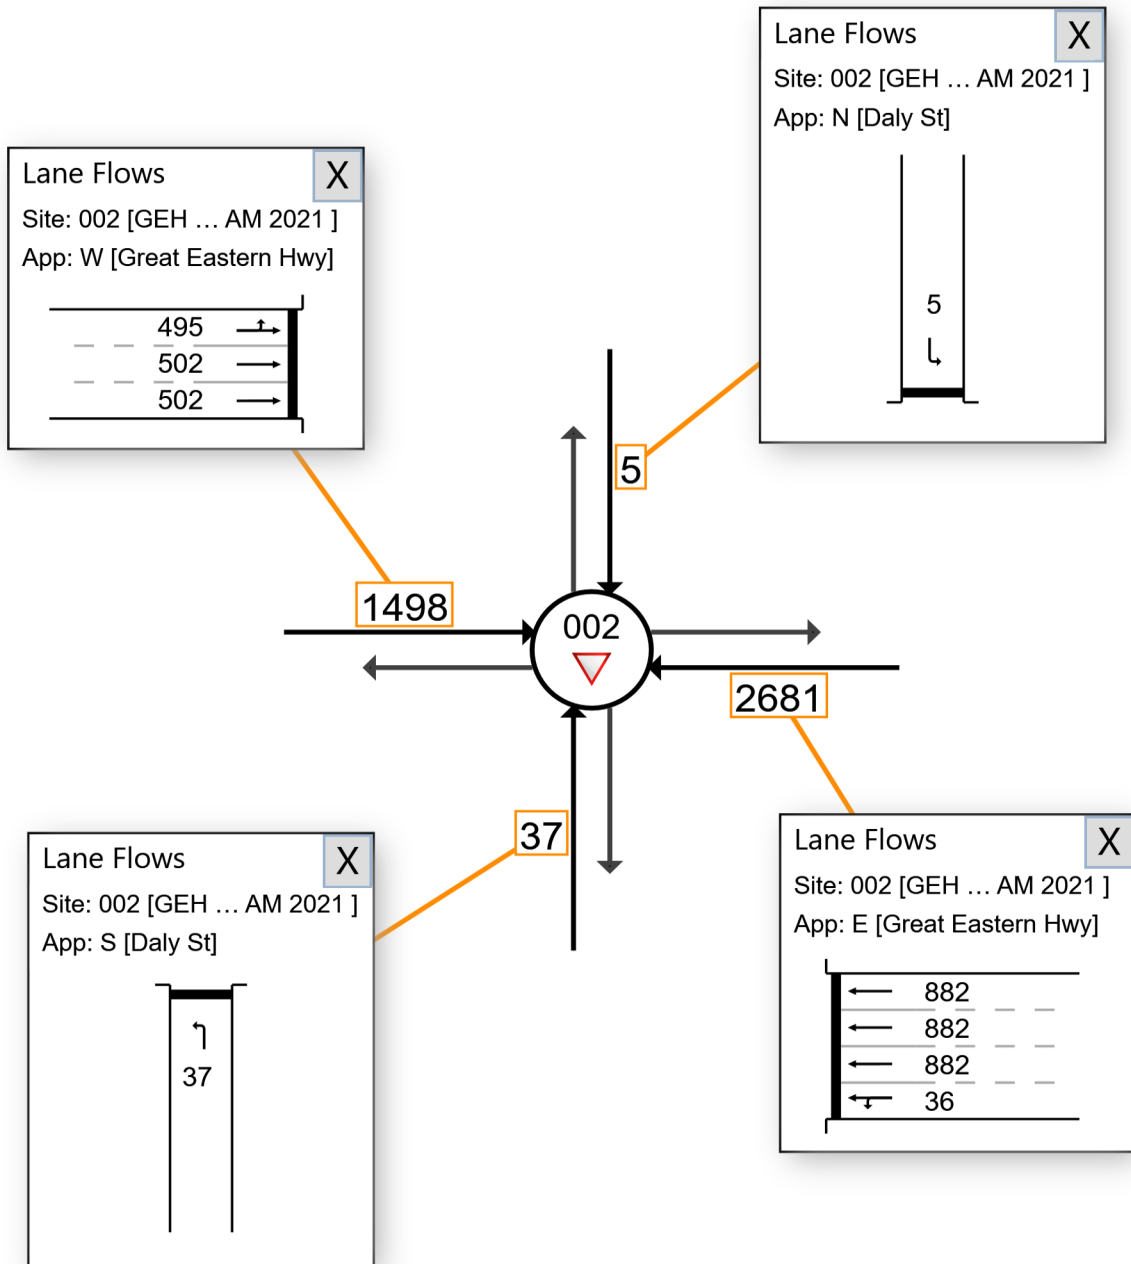 Lane Flows X
Site: 002 [GEH ... AM 2021 ]
App: N [Daly St]
5
Lane Flows X
Site: 002 [GEH ... AM 2021 ]
App: W [Great Eastern Hwy]
495
502
502
5
1498
002
2681
37
Lane Flows X
Site: 002 [GEH ... AM 2021 ]
App: S [Daly St]
37
Lane Flows X
Site: 002 [GEH ... AM 2021 ]
App: E [Great Eastern Hwy]
882
882
882
36